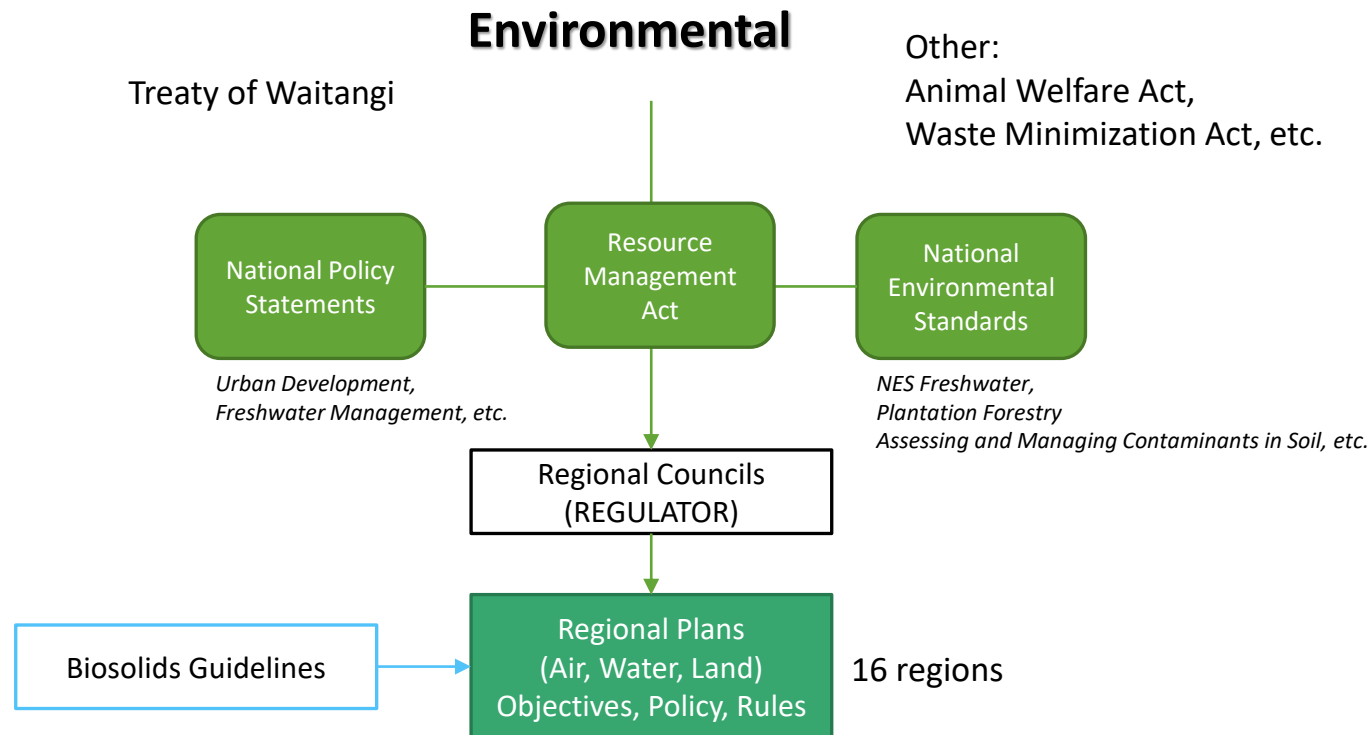 Environmental
Treaty of Waitangi
Other:
Animal Welfare Act,
Waste Minimization Act, etc.
National Policy
Statements
Resource
Management
Act
National
Environmental
Standards
Urban Development,
Freshwater Management, etc.
NES Freshwater,
Plantation Forestry
Assessing and Managing Contaminants in Soil, etc.
Regional Councils
(REGULATOR)
Biosolids Guidelines
Regional Plans
(Air, Water, Land)
Objectives, Policy, Rules
16 regions